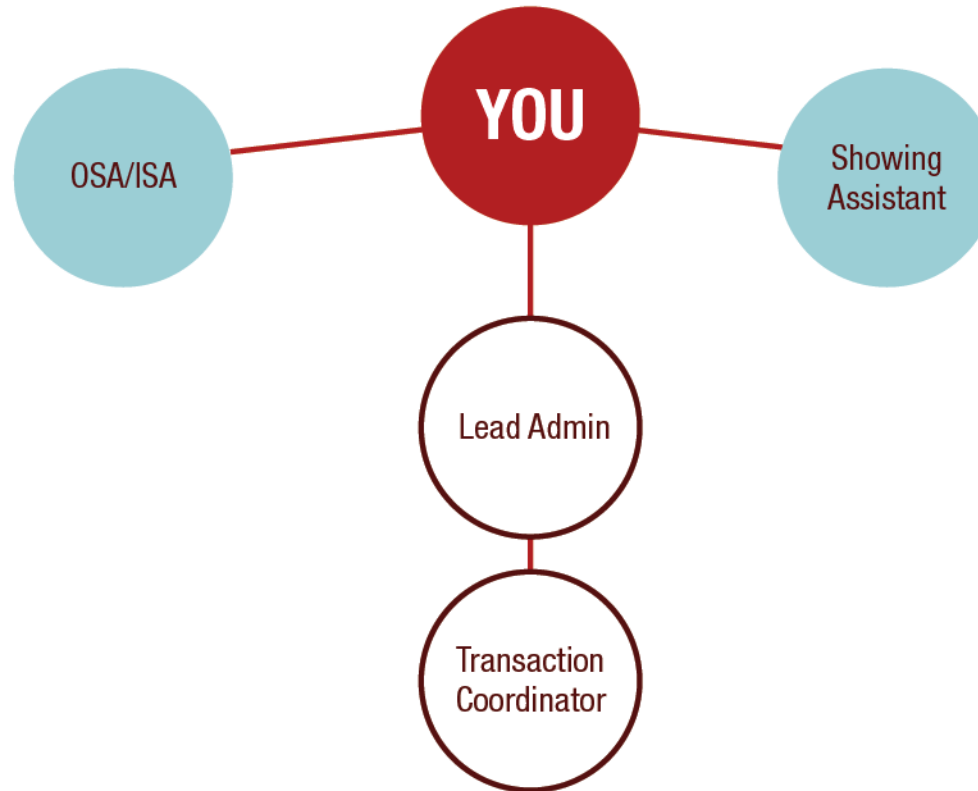 YOU
OSA/ISA
Showing
Assistant
Lead Admin
Transaction
Coordinator